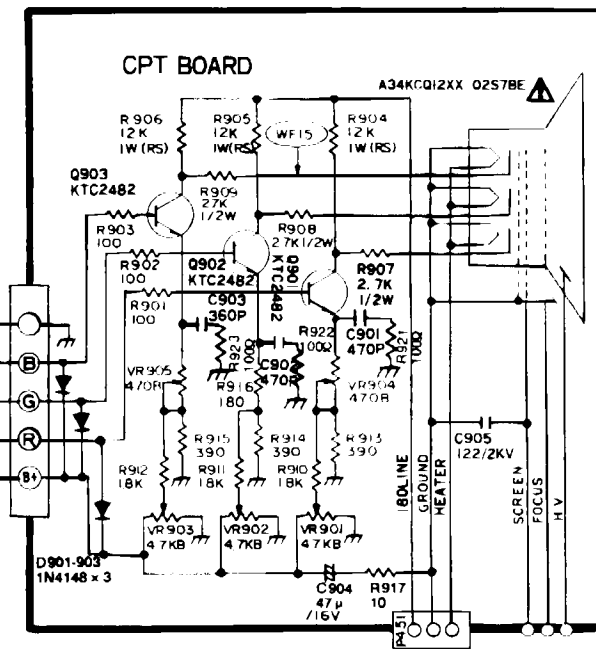 CPT BOARD
A34KCQ12XX 02S7BE
R906
12K
1W(RS)
R905
12K
1W(RS)
WF15
R904
12K
1W(RS)
Q903
KTC2482
R909
27K
1/2W
R903
100
R908
27K1/2W
R902
100
Q902
KTC2482
Q901
KTC2482
R907
2.7K
1/2W
R901
100
C903
360P
R922
100Ω
C901
470P
R921
100Ω
R923
100Ω
C902
470P
VR905
470B
R916
180
VR904
470B
B
G
R
B+
R915
390
R914
390
R913
390
R912
18K
R911
18K
R910
18K
C905
122/2KV
180LINE
GROUND
HEATER
SCREEN
FOCUS
HV
VR903
4.7KB
VR902
4.7KB
VR901
4.7KB
D901-903
1N4148 x 3
C904
47μ
/16V
R917
10
P451